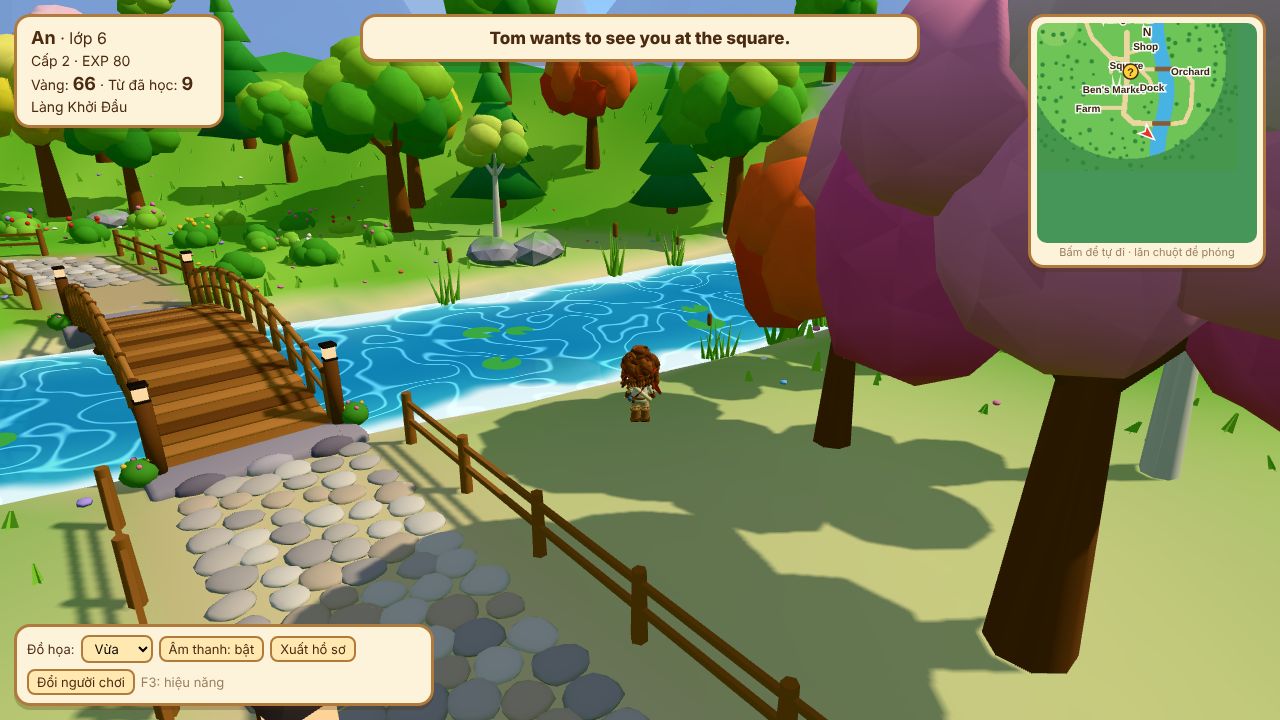 An · lớp 6
Cấp 2 · EXP 80
Vàng: 66 · Từ đã học: 9
Làng Khởi Đầu
Tom wants to see you at the square.
N
Shop
Square
?
Orchard
Ben's Market
Dock
Farm
Bấm để tự đi · lăn chuột để phóng
Đồ họa: Vừa Âm thanh: bật Xuất hồ sơ
Đổi người chơi F3: hiệu năng